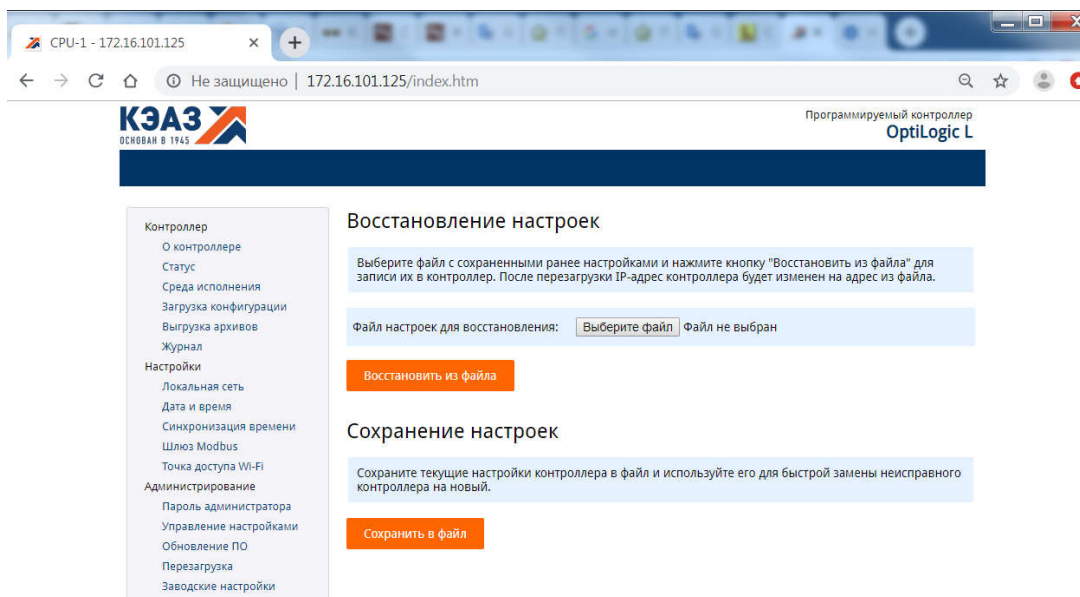 CPU-1 - 172.16.101.125
Не защищено | 172.16.101.125/index.htm
КЭАЗ
ОСНОВАН В 1945
Программируемый контроллер
OptiLogic L
Контроллер
О контроллере
Статус
Среда исполнения
Загрузка конфигурации
Выгрузка архивов
Журнал
Настройки
Локальная сеть
Дата и время
Синхронизация времени
Шлюз Modbus
Точка доступа Wi-Fi
Администрирование
Пароль администратора
Управление настройками
Обновление ПО
Перезагрузка
Заводские настройки
Восстановление настроек
Выберите файл с сохраненными ранее настройками и нажмите кнопку "Восстановить из файла" для
записи их в контроллер. После перезагрузки IP-адрес контроллера будет изменен на адрес из файла.
Файл настроек для восстановления: Выберите файл Файл не выбран
Восстановить из файла
Сохранение настроек
Сохраните текущие настройки контроллера в файл и используйте его для быстрой замены неисправного
контроллера на новый.
Сохранить в файл